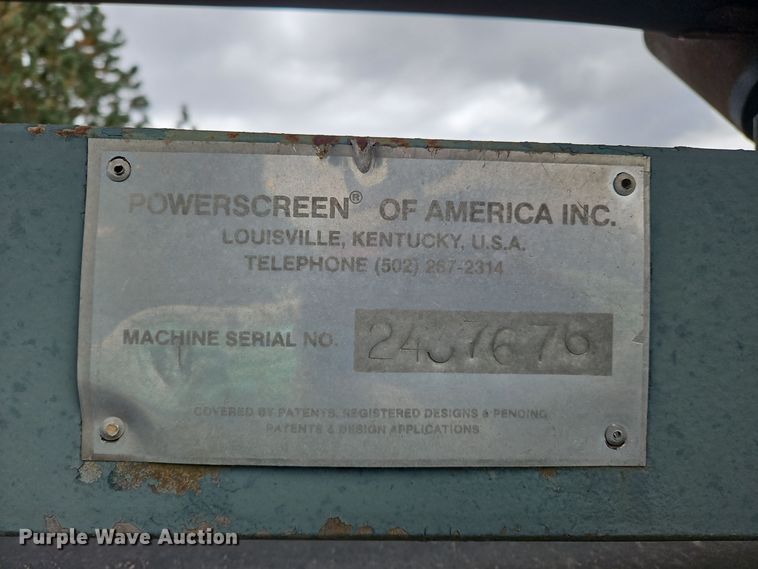 POWERSCREEN® OF AMERICA INC.
LOUISVILLE, KENTUCKY, U.S.A.
TELEPHONE (502) 267-2314
MACHINE SERIAL NO.
COVERED BY PATENTS, REGISTERED DESIGNS & PENDING
PATENTS & DESIGN APPLICATIONS
Purple Wave Auction